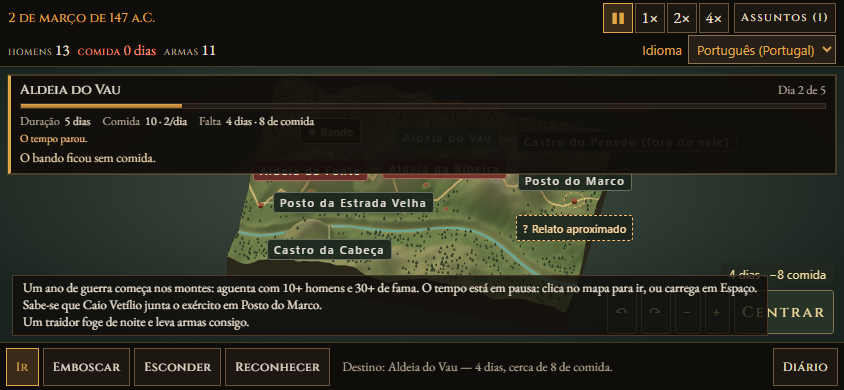 2 DE MARÇO DE 147 A.C.
1× 2× 4× ASSUNTOS (1)
HOMENS 13 COMIDA 0 dias ARMAS 11
Idioma Português (Portugal)
ALDEIA DO VAU
Dia 2 de 5
Duração 5 dias Comida 10 · 2/dia Falta 4 dias · 8 de comida
O tempo parou.
Bando
Aldeia do Vau
Castro do Penedo (fora do vale)
O bando ficou sem comida.
Aldeia da Fonte
Aldeia da Ribeira
Posto do Marco
Posto da Estrada Velha
? Relato aproximado
Castro da Cabeça
4 dias −8 comida
Um ano de guerra começa nos montes: aguenta com 10+ homens e 30+ de fama. O tempo está em pausa: clica no mapa para ir, ou carrega em Espaço.
Sabe-se que Caio Vetílio junta o exército em Posto do Marco.
Um traidor foge de noite e leva armas consigo.
− + CENTRAR
IR EMBOSCAR ESCONDER RECONHECER Destino: Aldeia do Vau — 4 dias, cerca de 8 de comida. DIÁRIO